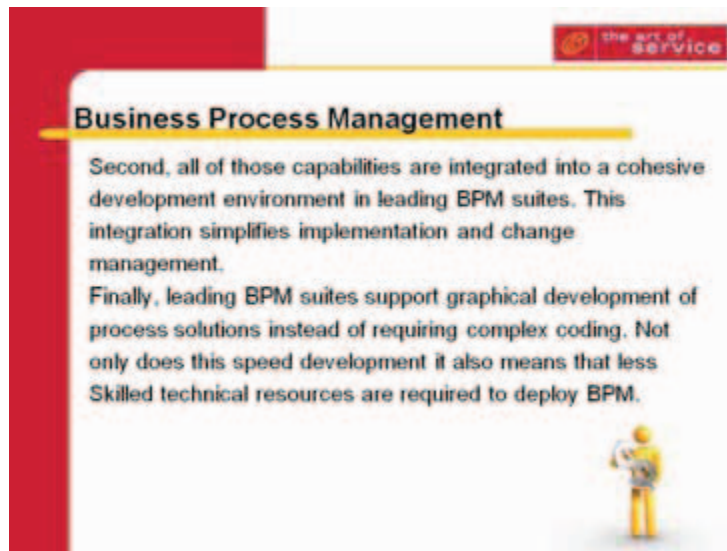 the art of
service
Business Process Management
Second, all of those capabilities are integrated into a cohesive
development environment in leading BPM suites. This
integration simplifies implementation and change
management.
Finally, leading BPM suites support graphical development of
process solutions instead of requiring complex coding. Not
only does this speed development it also means that less
Skilled technical resources are required to deploy BPM.